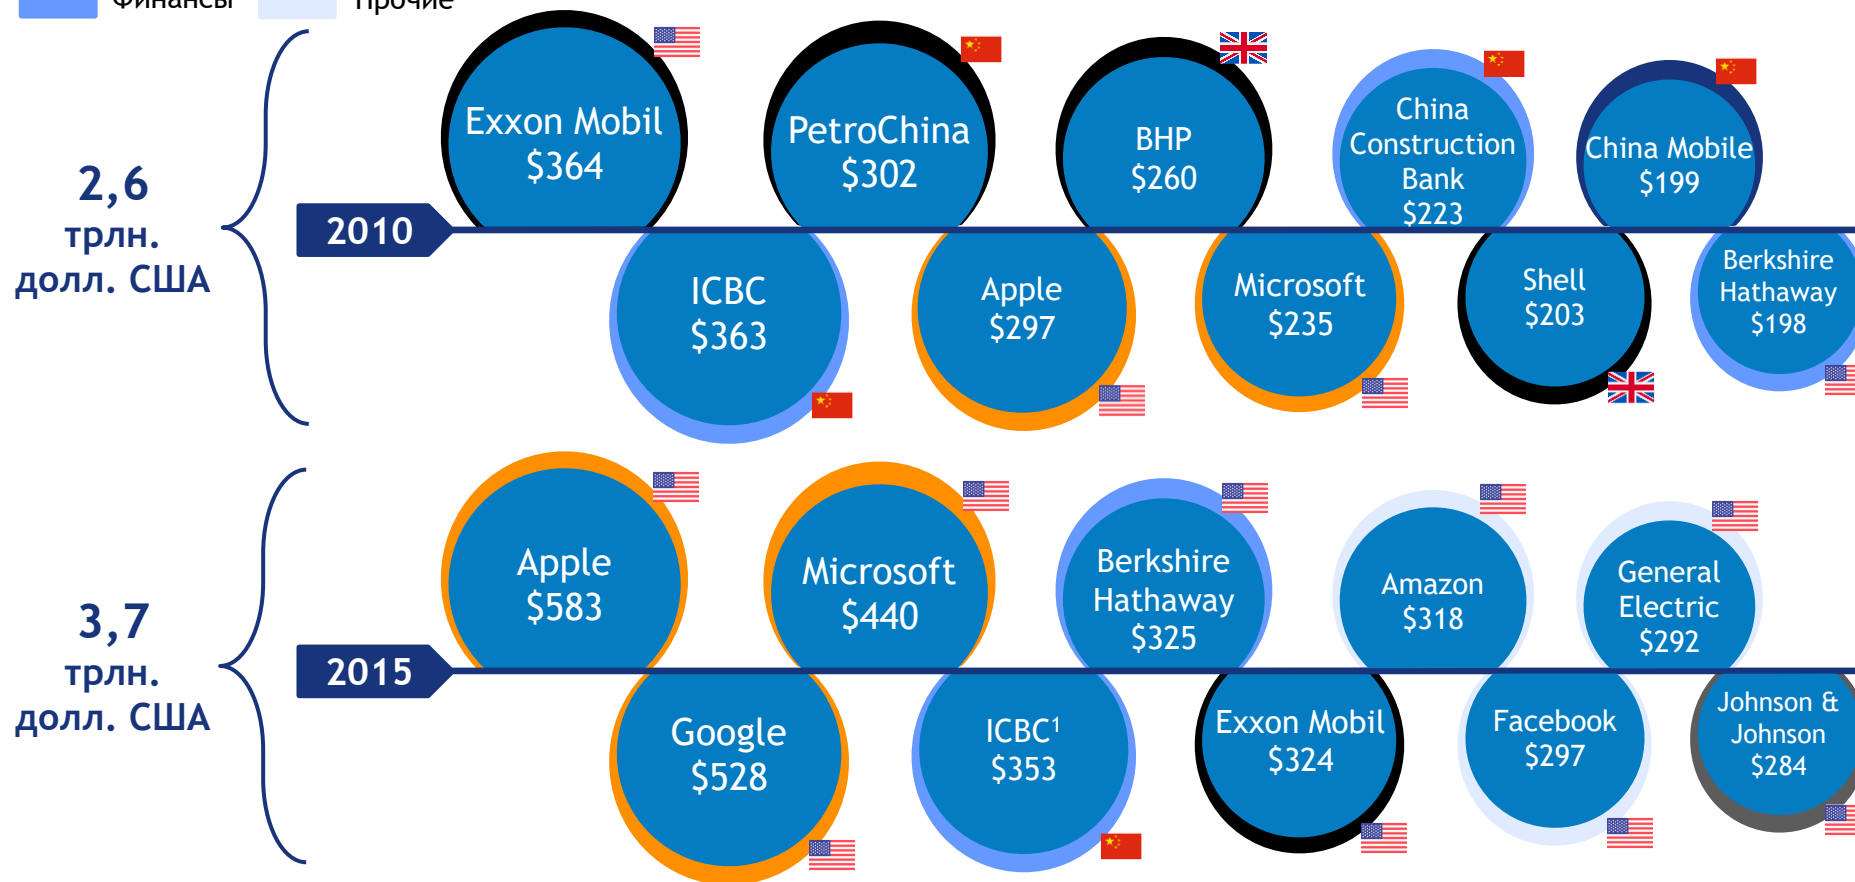 Финансы
Прочие
2,6
трлн.
долл. США
2010
Exxon Mobil
$364
PetroChina
$302
BHP
$260
China
Construction
Bank
$223
China Mobile
$199
ICBC
$363
Apple
$297
Microsoft
$235
Shell
$203
Berkshire
Hathaway
$198
3,7
трлн.
долл. США
2015
Apple
$583
Microsoft
$440
Berkshire
Hathaway
$325
Amazon
$318
General
Electric
$292
Google
$528
ICBC¹
$353
Exxon Mobil
$324
Facebook
$297
Johnson &
Johnson
$284